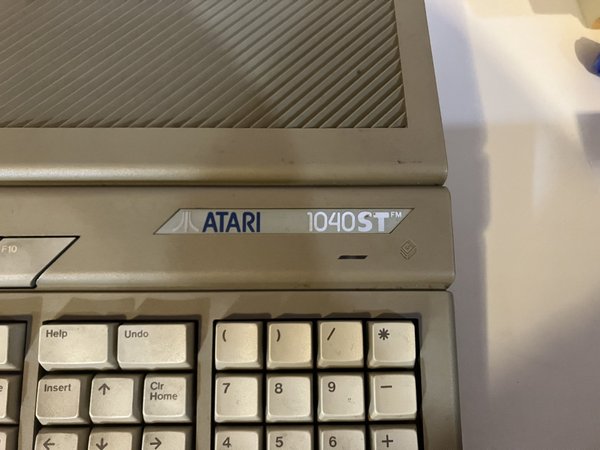 ATARI 1040STFM
F10
Help Undo ( ) / *
Insert ↑ Clr Home 7 8 9 -
← ↓ → 4 5 6 +